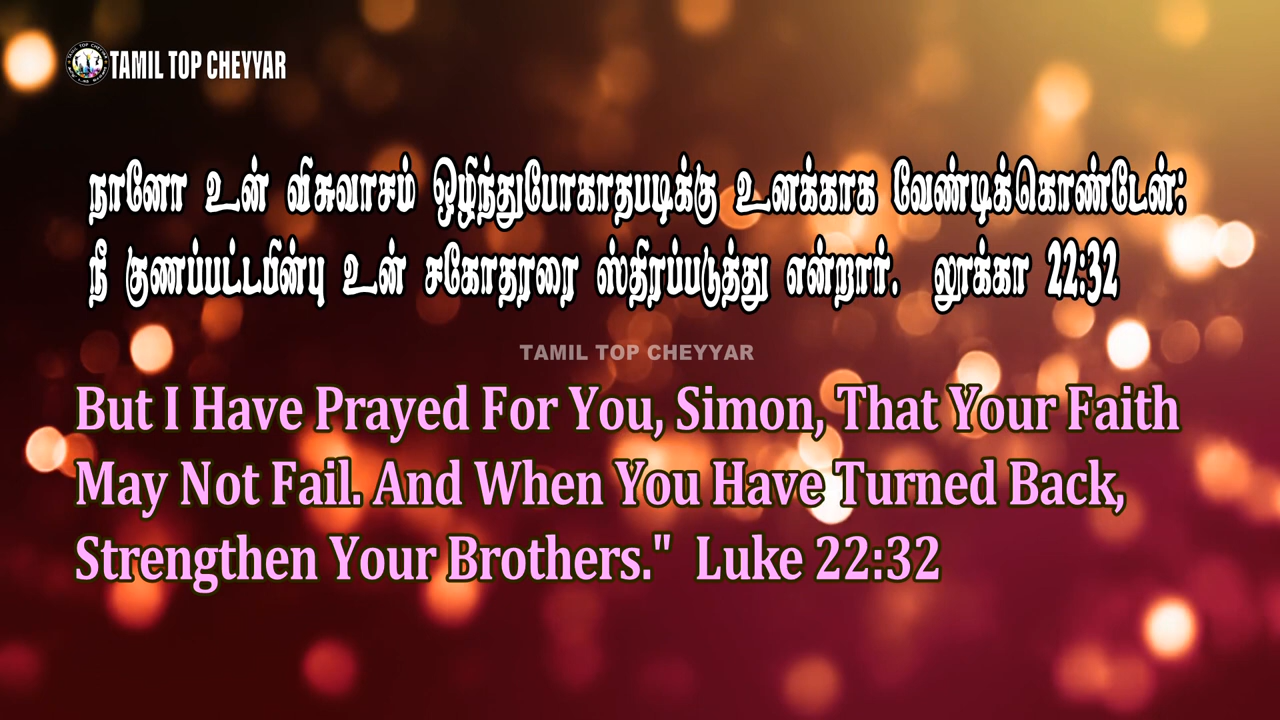 TAMIL TOP CHEYYAR
நானோ உன் விசுவாசம் ஒழிந்துபோகாதபடிக்கு உனக்காக வேண்டிக்கொண்டேன்;
நீ குணப்பட்டபின்பு உன் சகோதரரை ஸ்திரப்படுத்து என்றார். லூக்கா 22:32
TAMIL TOP CHEYYAR
But I Have Prayed For You, Simon, That Your Faith
May Not Fail. And When You Have Turned Back,
Strengthen Your Brothers." Luke 22:32